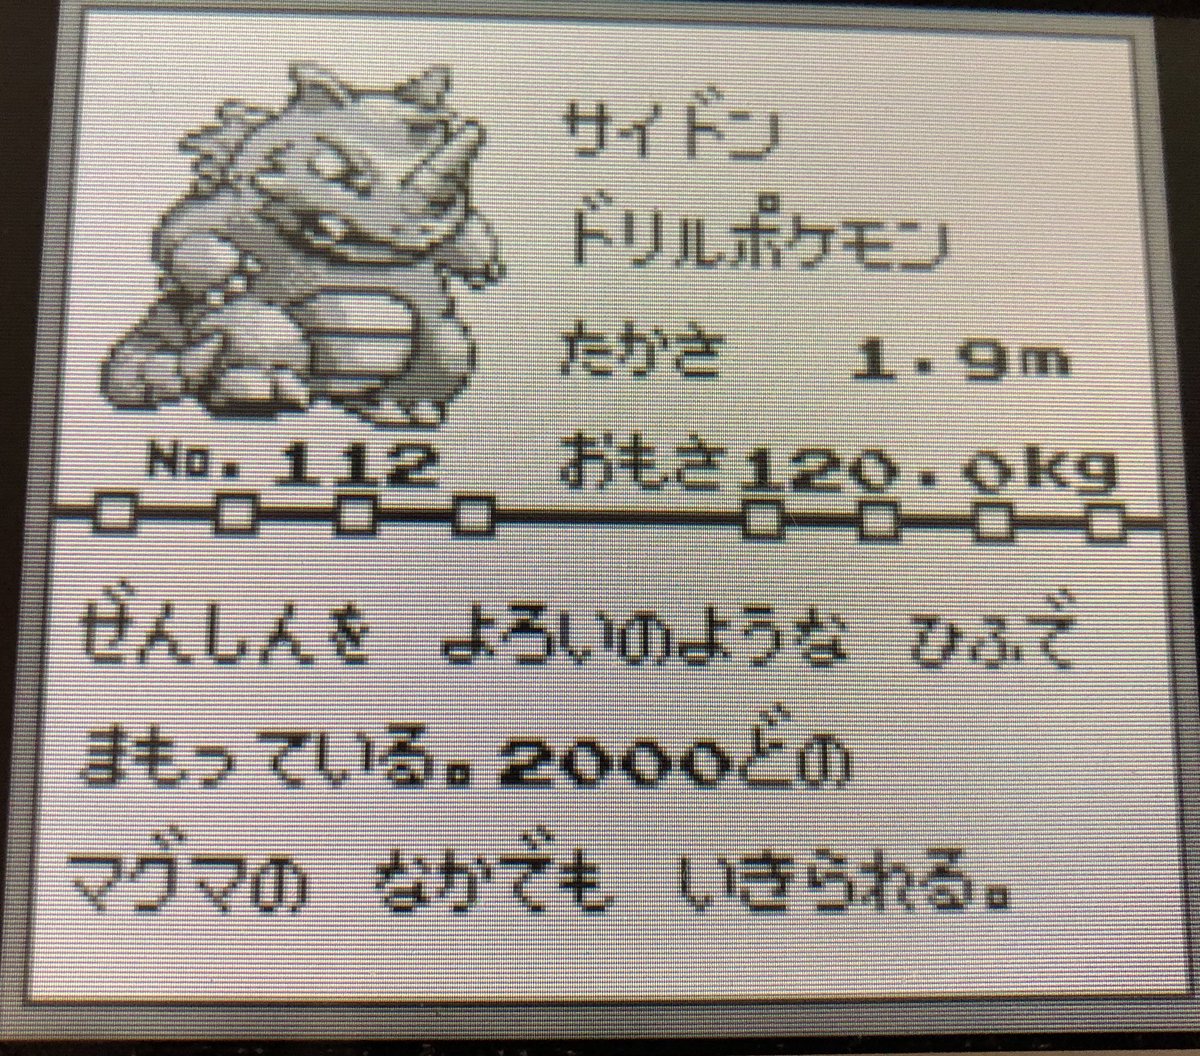 サイドン
ドリルポケモン
たかさ 1.9m
おもさ120.0kg
No.112
ぜんしんを よろいのような ひふで
まもっている。2000どの
マグマの なかでも いきられる。